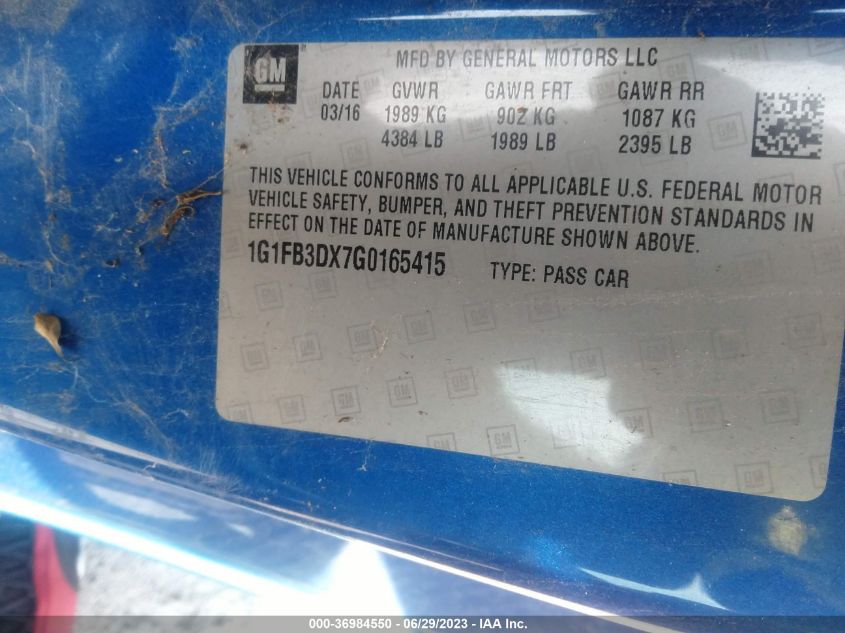 GM
MFD BY GENERAL MOTORS LLC
DATE GVWR GAWR FRT GAWR RR
03/16 1989 KG 902 KG 1087 KG
4384 LB 1989 LB 2395 LB
THIS VEHICLE CONFORMS TO ALL APPLICABLE U.S. FEDERAL MOTOR
VEHICLE SAFETY, BUMPER, AND THEFT PREVENTION STANDARDS IN
EFFECT ON THE DATE OF MANUFACTURE SHOWN ABOVE.
1G1FB3DX7G0165415 TYPE: PASS CAR
000-36984550 - 06/29/2023 - IAA Inc.